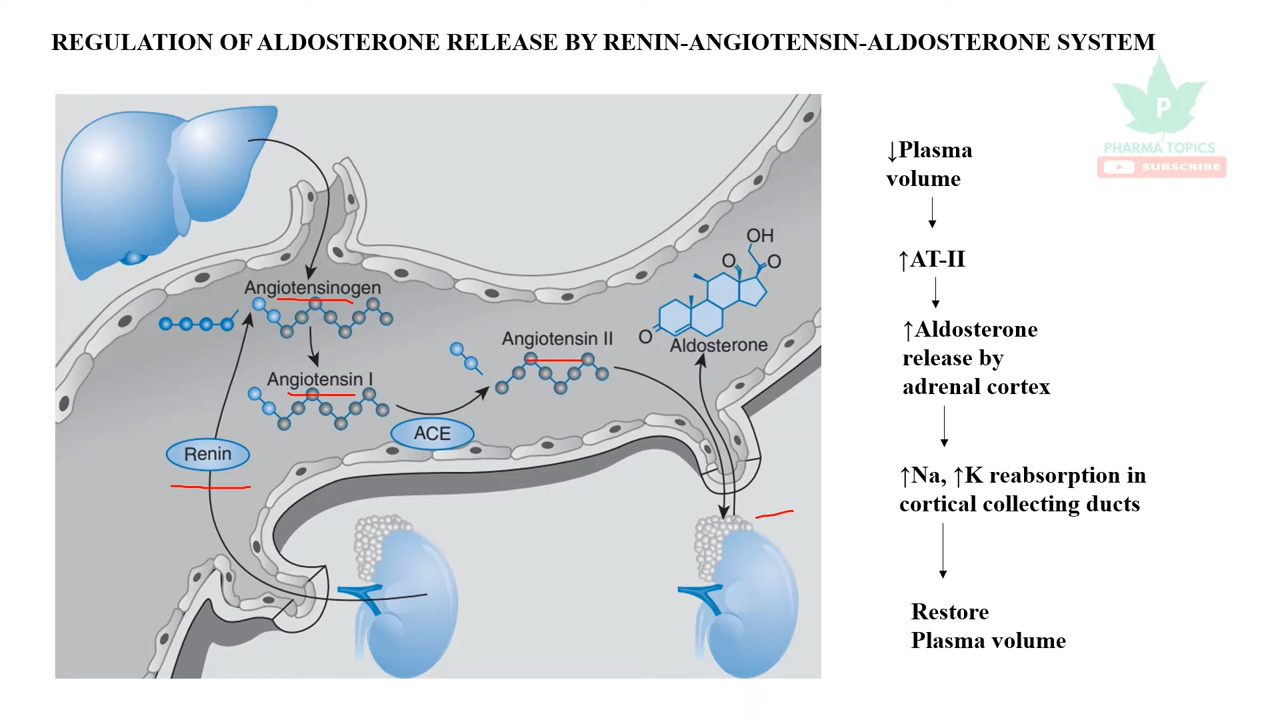 REGULATION OF ALDOSTERONE RELEASE BY RENIN-ANGIOTENSIN-ALDOSTERONE SYSTEM
P
PHARMA TOPICS
SUBSCRIBE
Angiotensinogen
Angiotensin I
Renin
ACE
Angiotensin II
OH
O
O
O
Aldosterone
↓Plasma
volume
↑AT-II
↑Aldosterone
release by
adrenal cortex
↑Na, ↑K reabsorption in
cortical collecting ducts
Restore
Plasma volume